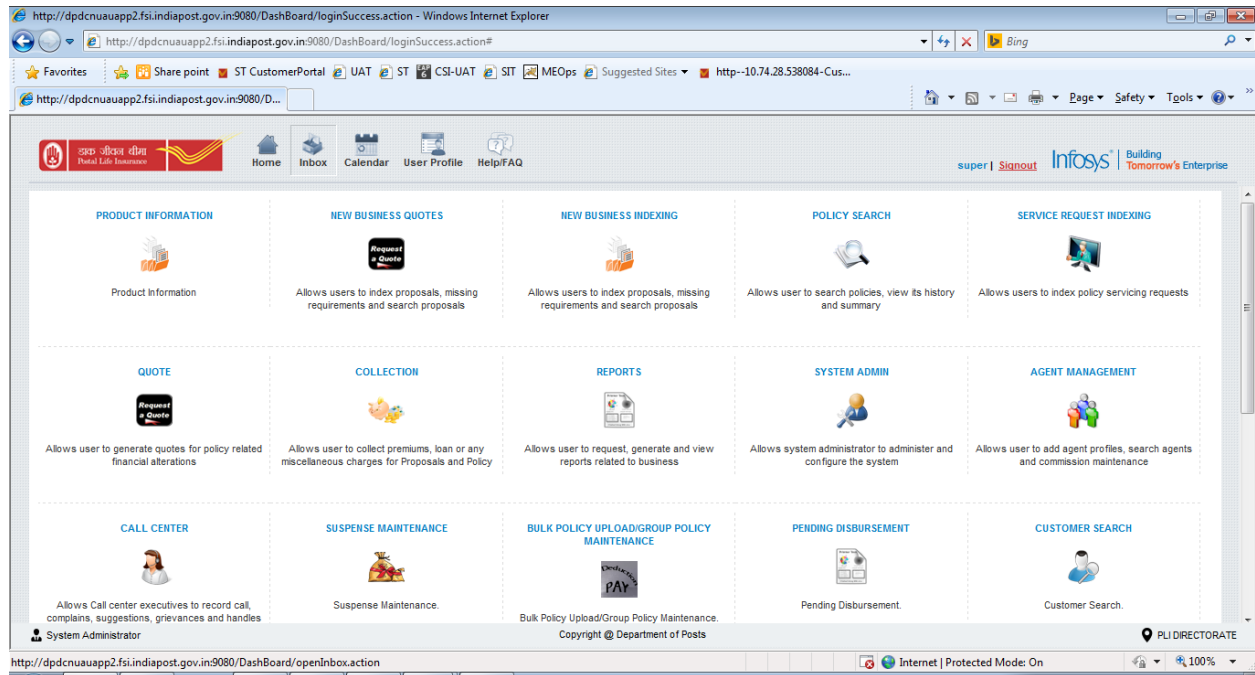 http://dpdcnuauapp2.fsi.indiapost.gov.in:9080/DashBoard/loginSuccess.action - Windows Internet Explorer
http://dpdcnuauapp2.fsi.indiapost.gov.in:9080/DashBoard/loginSuccess.action#
Bing
Favorites Share point ST CustomerPortal UAT ST CSI-UAT SIT MEOps Suggested Sites http--10.74.28.538084-Cus...
http://dpdcnuauapp2.fsi.indiapost.gov.in:9080/D...
Page Safety Tools
डाक जीवन बीमा
Postal Life Insurance
Home Inbox Calendar User Profile Help/FAQ
super | Signout
Infosys | Building
Tomorrow's Enterprise
PRODUCT INFORMATION NEW BUSINESS QUOTES NEW BUSINESS INDEXING POLICY SEARCH SERVICE REQUEST INDEXING
Request
a Quote
Product Information Allows users to index proposals, missing Allows users to index proposals, missing Allows user to search policies, view its history Allows users to index policy servicing requests
requirements and search proposals requirements and search proposals and summary
QUOTE COLLECTION REPORTS SYSTEM ADMIN AGENT MANAGEMENT
Request
a Quote
Allows user to generate quotes for policy related Allows user to collect premiums, loan or any Allows user to request, generate and view Allows system administrator to administer and Allows user to add agent profiles, search agents
financial alterations miscellaneous charges for Proposals and Policy reports related to business configure the system and commission maintenance
CALL CENTER SUSPENSE MAINTENANCE BULK POLICY UPLOAD/GROUP POLICY PENDING DISBURSEMENT CUSTOMER SEARCH
MAINTENANCE
Deduction
PAY
Allows Call center executives to record call, Suspense Maintenance. Pending Disbursement. Customer Search.
complains, suggestions, grievances and handles Bulk Policy Upload/Group Policy Maintenance.
System Administrator Copyright @ Department of Posts PLI DIRECTORATE
http://dpdcnuauapp2.fsi.indiapost.gov.in:9080/DashBoard/openInbox.action Internet | Protected Mode: On 100%